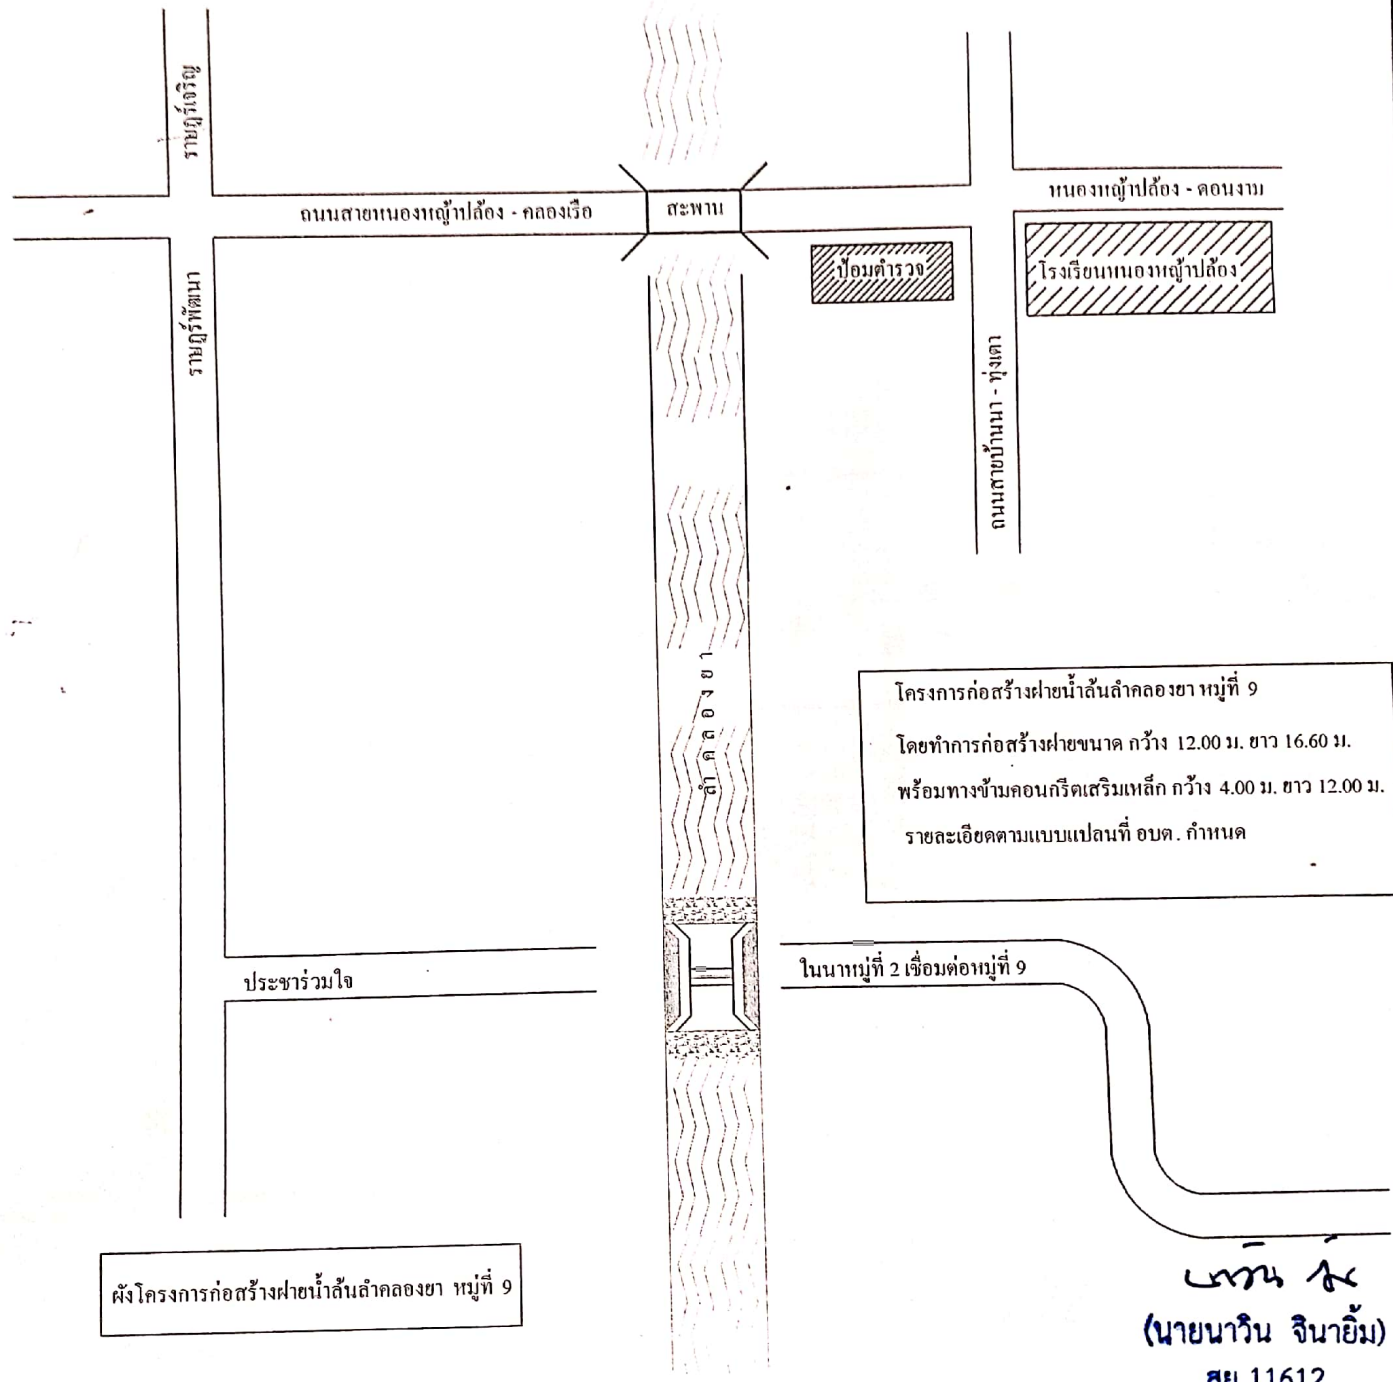 ราษฎร์เจริญ
ถนนสายหนองหญ้าปล้อง - คลองเรือ
สะพาน
หนองหญ้าปล้อง - ดอนงาม
ป้อมตำรวจ
โรงเรียนหนองหญ้าปล้อง
ราษฎร์พัฒนา
ถนนสายบ้านนา - ทุ่งเตา
ลำคลองยา
โครงการก่อสร้างฝายน้ำล้นลำคลองยา หมู่ที่ 9
โดยทำการก่อสร้างฝายขนาด กว้าง 12.00 ม. ยาว 16.60 ม.
พร้อมทางข้ามคอนกรีตเสริมเหล็ก กว้าง 4.00 ม. ยาว 12.00 ม.
รายละเอียดตามแบบแปลนที่ อบต. กำหนด
ประชาร่วมใจ
ในนาหมู่ที่ 2 เชื่อมต่อหมู่ที่ 9
ผังโครงการก่อสร้างฝายน้ำล้นลำคลองยา หมู่ที่ 9
(นายนาวิน จินายิ้ม)
สย 11612